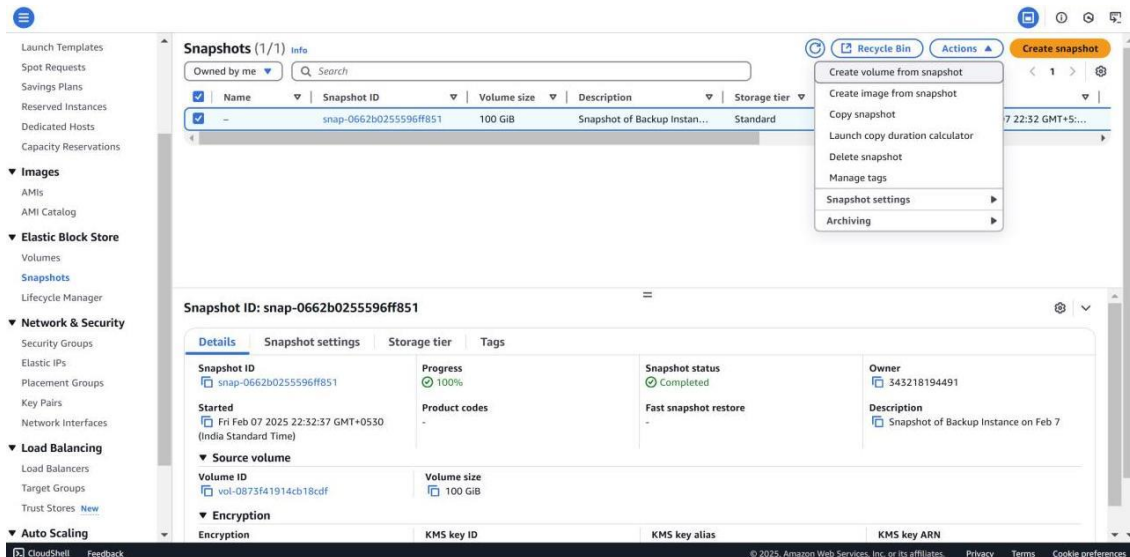 Launch Templates
Spot Requests
Savings Plans
Reserved Instances
Dedicated Hosts
Capacity Reservations
Images
AMIs
AMI Catalog
Elastic Block Store
Volumes
Snapshots
Lifecycle Manager
Network & Security
Security Groups
Elastic IPs
Placement Groups
Key Pairs
Network Interfaces
Load Balancing
Load Balancers
Target Groups
Trust Stores New
Auto Scaling
Snapshots (1/1) Info
Recycle Bin Actions Create snapshot
Owned by me Search 1
Name Snapshot ID Volume size Description Storage tier
– snap-0662b0255596ff851 100 GiB Snapshot of Backup Instan... Standard 7 22:32 GMT+5:...
Create volume from snapshot
Create image from snapshot
Copy snapshot
Launch copy duration calculator
Delete snapshot
Manage tags
Snapshot settings
Archiving
Snapshot ID: snap-0662b0255596ff851
Details Snapshot settings Storage tier Tags
Snapshot ID Progress Snapshot status Owner
snap-0662b0255596ff851 100% Completed 343218194491
Started Product codes Fast snapshot restore Description
Fri Feb 07 2025 22:32:37 GMT+0530 - - Snapshot of Backup Instance on Feb 7
(India Standard Time)
Source volume
Volume ID Volume size
vol-0873f41914cb18cdf 100 GiB
Encryption
Encryption KMS key ID KMS key alias KMS key ARN
CloudShell Feedback © 2025, Amazon Web Services, Inc. or its affiliates. Privacy Terms Cookie preferences